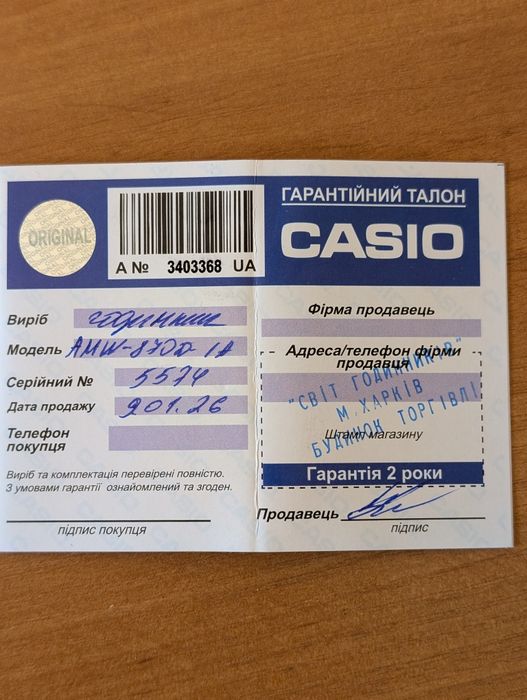 ORIGINAL
A № 3403368 UA
Виріб годинник
Модель AMW-870D-1A
Серійний № 5574
Дата продажу 9.01.26
Телефон
покупця
Виріб та комплектація перевірені повністю.
З умовами гарантії ознайомлений та згоден.
підпис покупця
ГАРАНТІЙНИЙ ТАЛОН
CASIO
Фірма продавець
Адреса/телефон фірми
продавця
"СВІТ ГОДИННИКІВ"
М.ХАРКІВ
БУДИНОК ТОРГІВЛІ
Штамп магазину
Гарантія 2 роки
Продавець
підпис